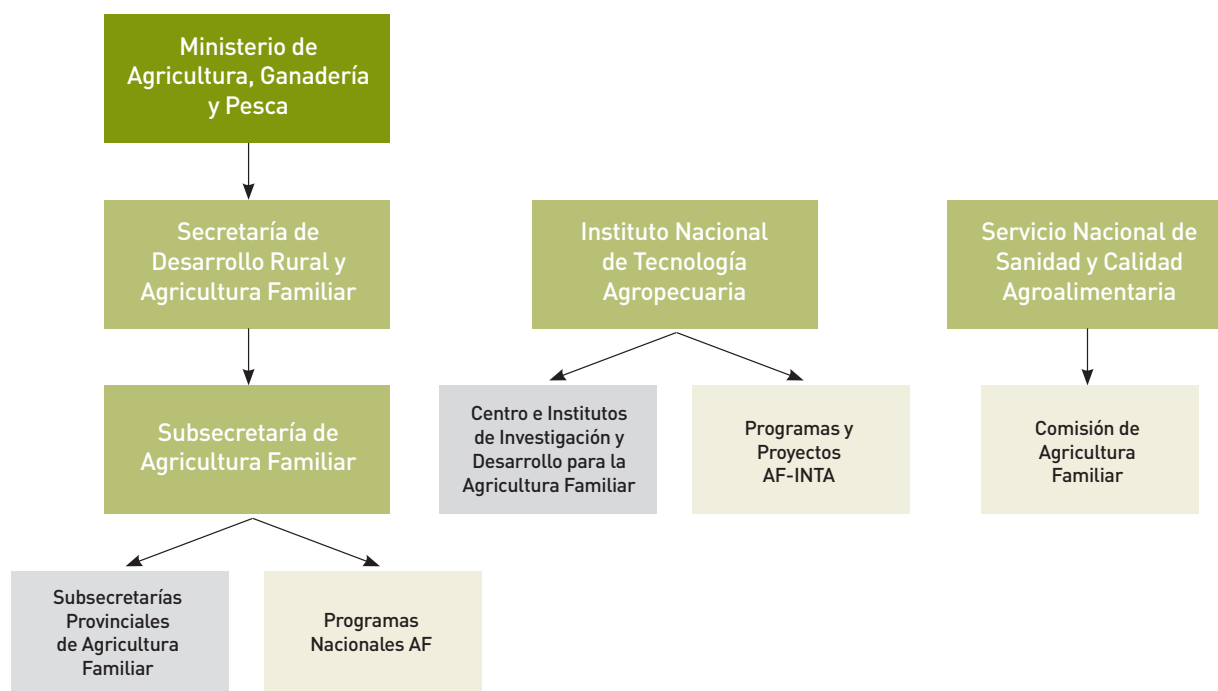 Ministerio de
Agricultura, Ganadería
y Pesca
Secretaría de
Desarrollo Rural y
Agricultura Familiar
Instituto Nacional
de Tecnología
Agropecuaria
Servicio Nacional de
Sanidad y Calidad
Agroalimentaria
Subsecretaría de
Agricultura Familiar
Centro e Institutos
de Investigación y
Desarrollo para la
Agricultura Familiar
Programas y
Proyectos
AF-INTA
Comisión de
Agricultura
Familiar
Subsecretarías
Provinciales
de Agricultura
Familiar
Programas
Nacionales AF